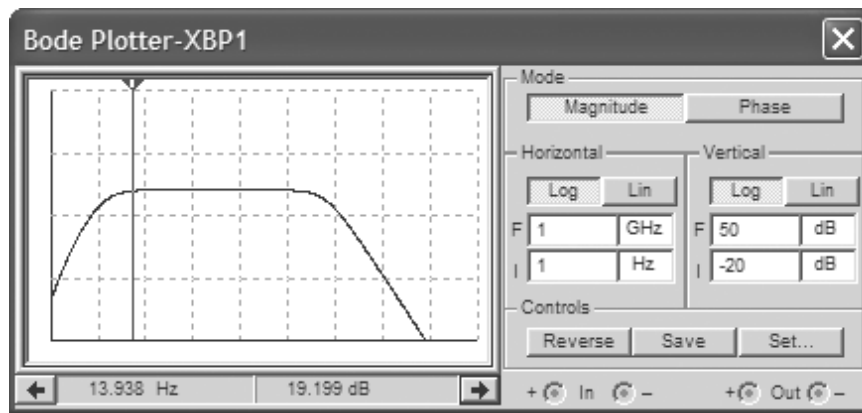 Bode Plotter-XBP1
Mode
Magnitude Phase
Horizontal Vertical
Log Lin Log Lin
F 1 GHz F 50 dB
I 1 Hz I -20 dB
Controls
Reverse Save Set...
13.938 Hz 19.199 dB
+ In – + Out –